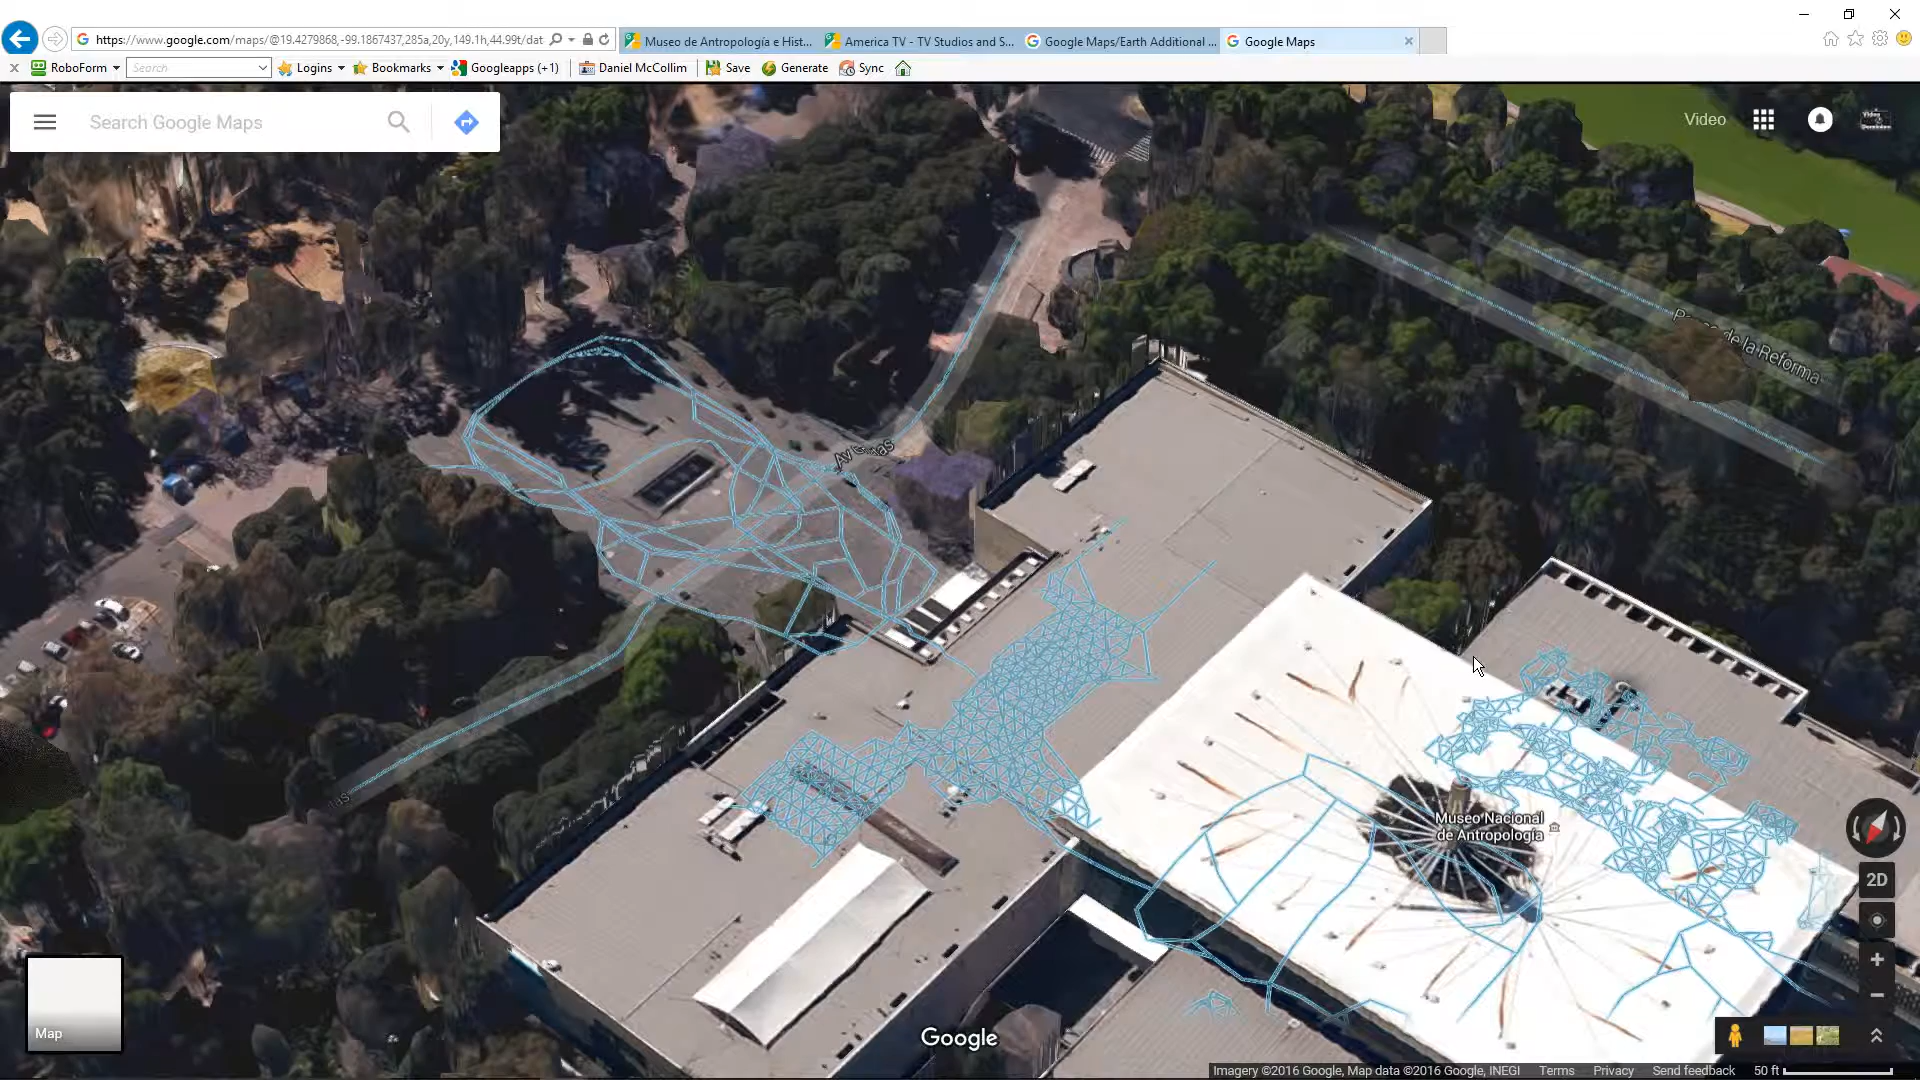 https://www.google.com/maps/@19.4279868,-99.1867437,285a,20y,149.1h,44.99t/dat
Museo de Antropología e Hist...
America TV - TV Studios and S...
Google Maps/Earth Additional ...
Google Maps
RoboForm
Search
Logins
Bookmarks
Googleapps (+1)
Daniel McCollim
Save
Generate
Sync
Search Google Maps
Video
de la Reforma
Museo Nacional
de Antropología
2D
Map
Google
Imagery ©2016 Google, Map data ©2016 Google, INEGI
Terms
Privacy
Send feedback
50 ft